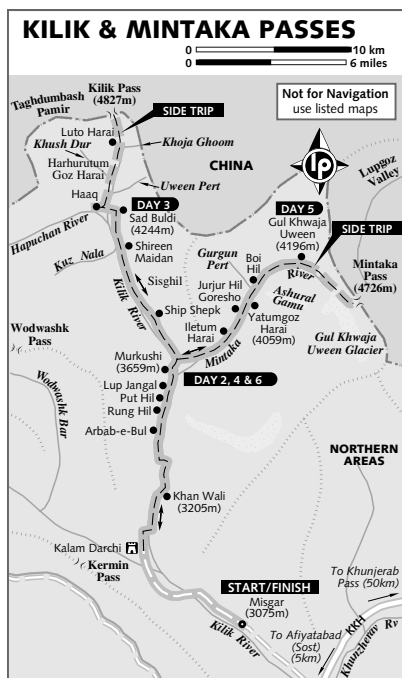 KILIK & MINTAKA PASSES
0 10 km
0 6 miles
Kilik Pass
(4827m)
Taghdumbash
Pamir
SIDE TRIP
Not for Navigation
use listed maps
Luto Harai
Khush Dur
Khoja Ghoom
Harhurutum
Goz Harai
CHINA
lp
Lupgoz
Valley
Uween Pert
Haaq
DAY 3
Sad Buldi
(4244m)
DAY 5
Gul Khwaja
Uween
(4196m)
SIDE TRIP
Hapuchan River
Shireen
Maidan
Kuz Nala
Gurgun
Pert
Boi
Hil
River
Mintaka
Pass
(4726m)
Kilik River
Sisghil
Jurjur Hil
Goresho
Ashural
Gamu
Ship Shepk
Yatumgoz
Harai
(4059m)
Iletum
Harai
Mintaka
Gul Khwaja
Uween Glacier
Wodwashk
Pass
Murkushi
(3659m)
DAY 2, 4 & 6
Lup Jangal
Put Hil
Rung Hil
Wodwashk Bar
Arbab-e-Bul
NORTHERN
AREAS
Khan Wali
(3205m)
Kalam Darchi
Kermin
Pass
START/FINISH
Misgar
(3075m)
To Khunjerab
Pass (50km)
Kilik River
To Afiyatabad
(Sost)
(5km)
KKH
Khunzherav Rv